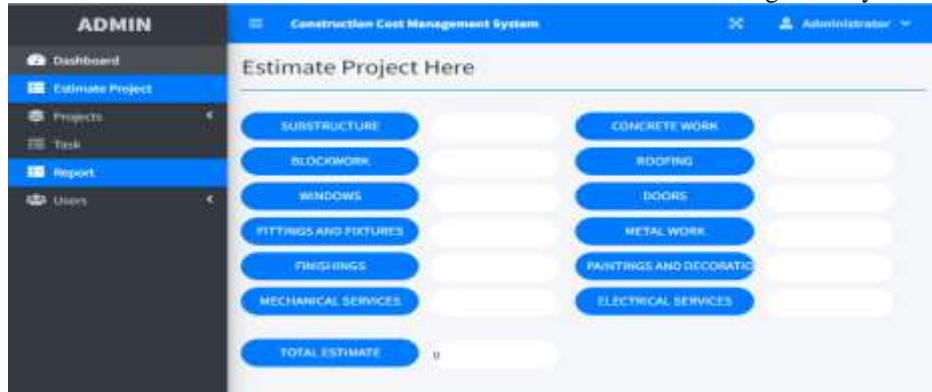 ADMIN
Construction Cost Management System
Administrator
Dashboard
Estimate Project
Projects
Task
Report
Users
Estimate Project Here
SUBSTRUCTURE
CONCRETE WORK
BLOCKWORK
ROOFING
WINDOWS
DOORS
FITTINGS AND FIXTURES
METAL WORK
FINISHINGS
PAINTINGS AND DECORATIO
MECHANICAL SERVICES
ELECTRICAL SERVICES
TOTAL ESTIMATE
0